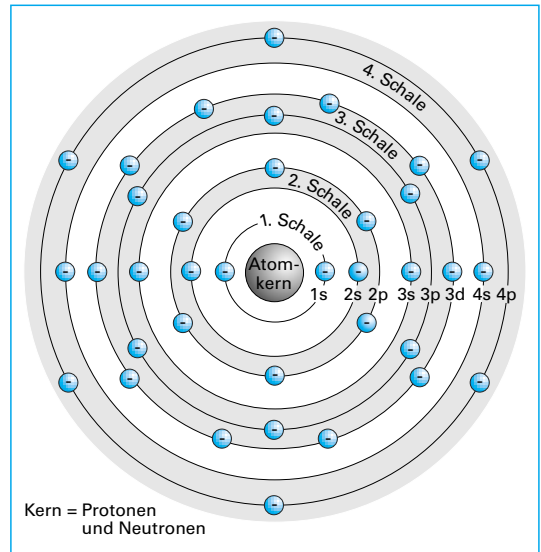 4. Schale
3. Schale
2. Schale
1. Schale
Atom-
kern
1s 2s 2p 3s 3p 3d 4s 4p
Kern = Protonen
und Neutronen